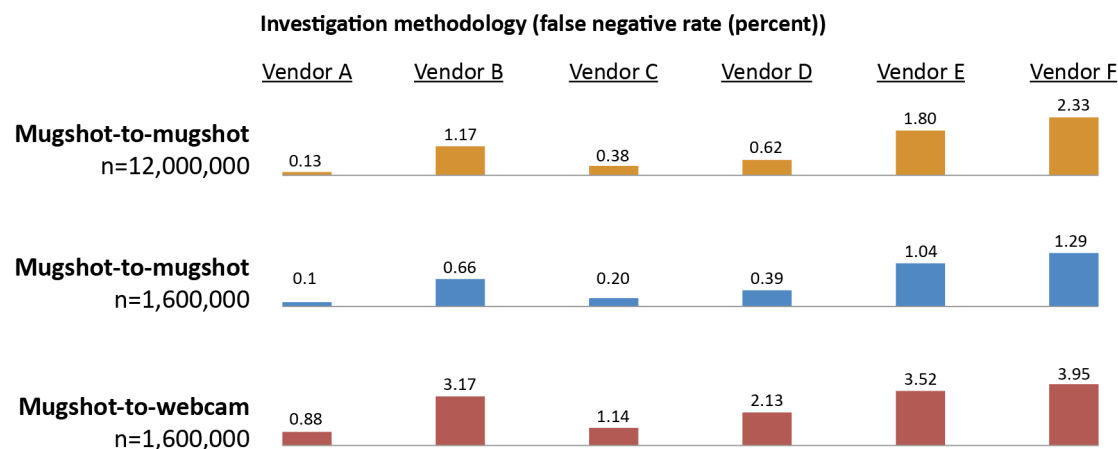 Investigation methodology (false negative rate (percent))
Vendor A Vendor B Vendor C Vendor D Vendor E Vendor F
Mugshot-to-mugshot
n=12,000,000
0.13 1.17 0.38 0.62 1.80 2.33
Mugshot-to-mugshot
n=1,600,000
0.1 0.66 0.20 0.39 1.04 1.29
Mugshot-to-webcam
n=1,600,000
0.88 3.17 1.14 2.13 3.52 3.95